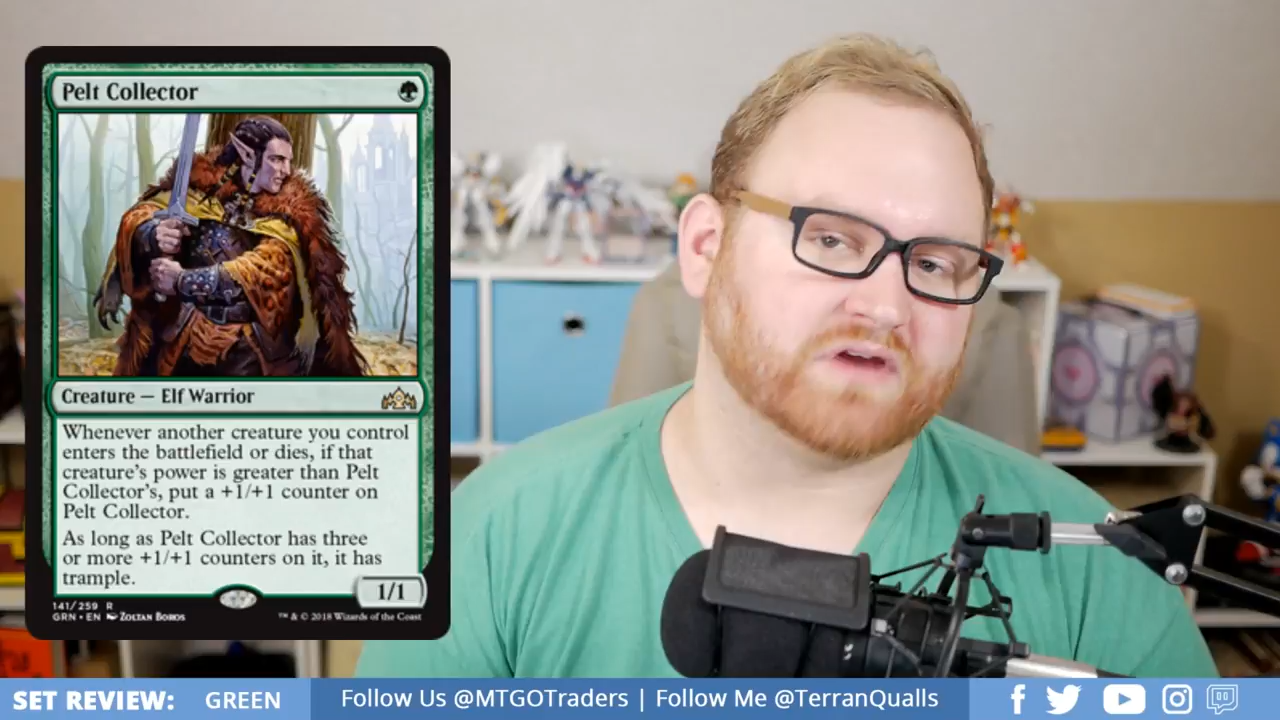 Pelt Collector
Creature — Elf Warrior
Whenever another creature you control
enters the battlefield or dies, if that
creature's power is greater than Pelt
Collector's, put a +1/+1 counter on
Pelt Collector.
As long as Pelt Collector has three
or more +1/+1 counters on it, it has
trample.
1/1
141/259 R
GRN • EN Zoltan Boros
™ & © 2018 Wizards of the Coast
SET REVIEW: GREEN
Follow Us @MTGOTraders | Follow Me @TerranQualls